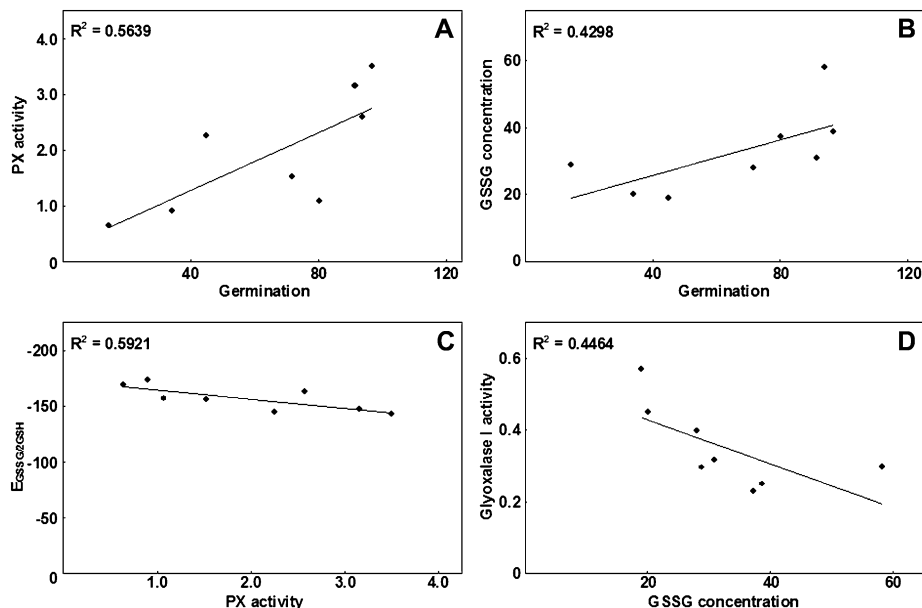 R² = 0.5639
A
4.0
3.0
2.0
1.0
0
PX activity
40
80
120
Germination
R² = 0.4298
B
60
40
20
0
GSSG concentration
40
80
120
Germination
R² = 0.5921
C
-200
-150
-100
-50
0
E GSSG/2GSH
1.0
2.0
3.0
4.0
PX activity
R² = 0.4464
D
0.6
0.4
0.2
0
Glyoxalase I activity
20
40
60
GSSG concentration